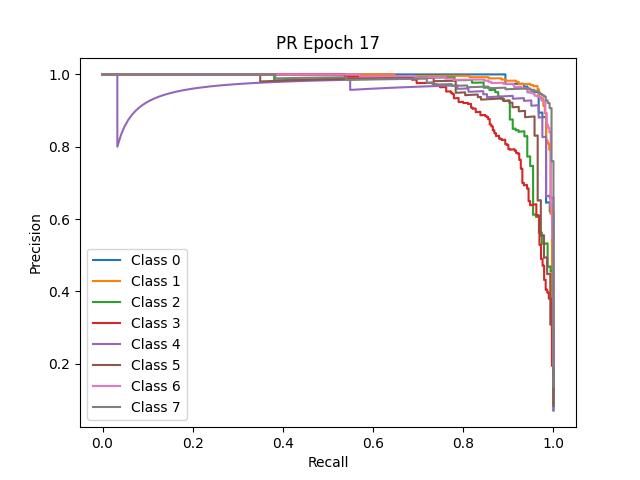 PR Epoch 17
Precision
1.0
0.8
0.6
0.4
0.2
Class 0
Class 1
Class 2
Class 3
Class 4
Class 5
Class 6
Class 7
0.0 0.2 0.4 0.6 0.8 1.0
Recall